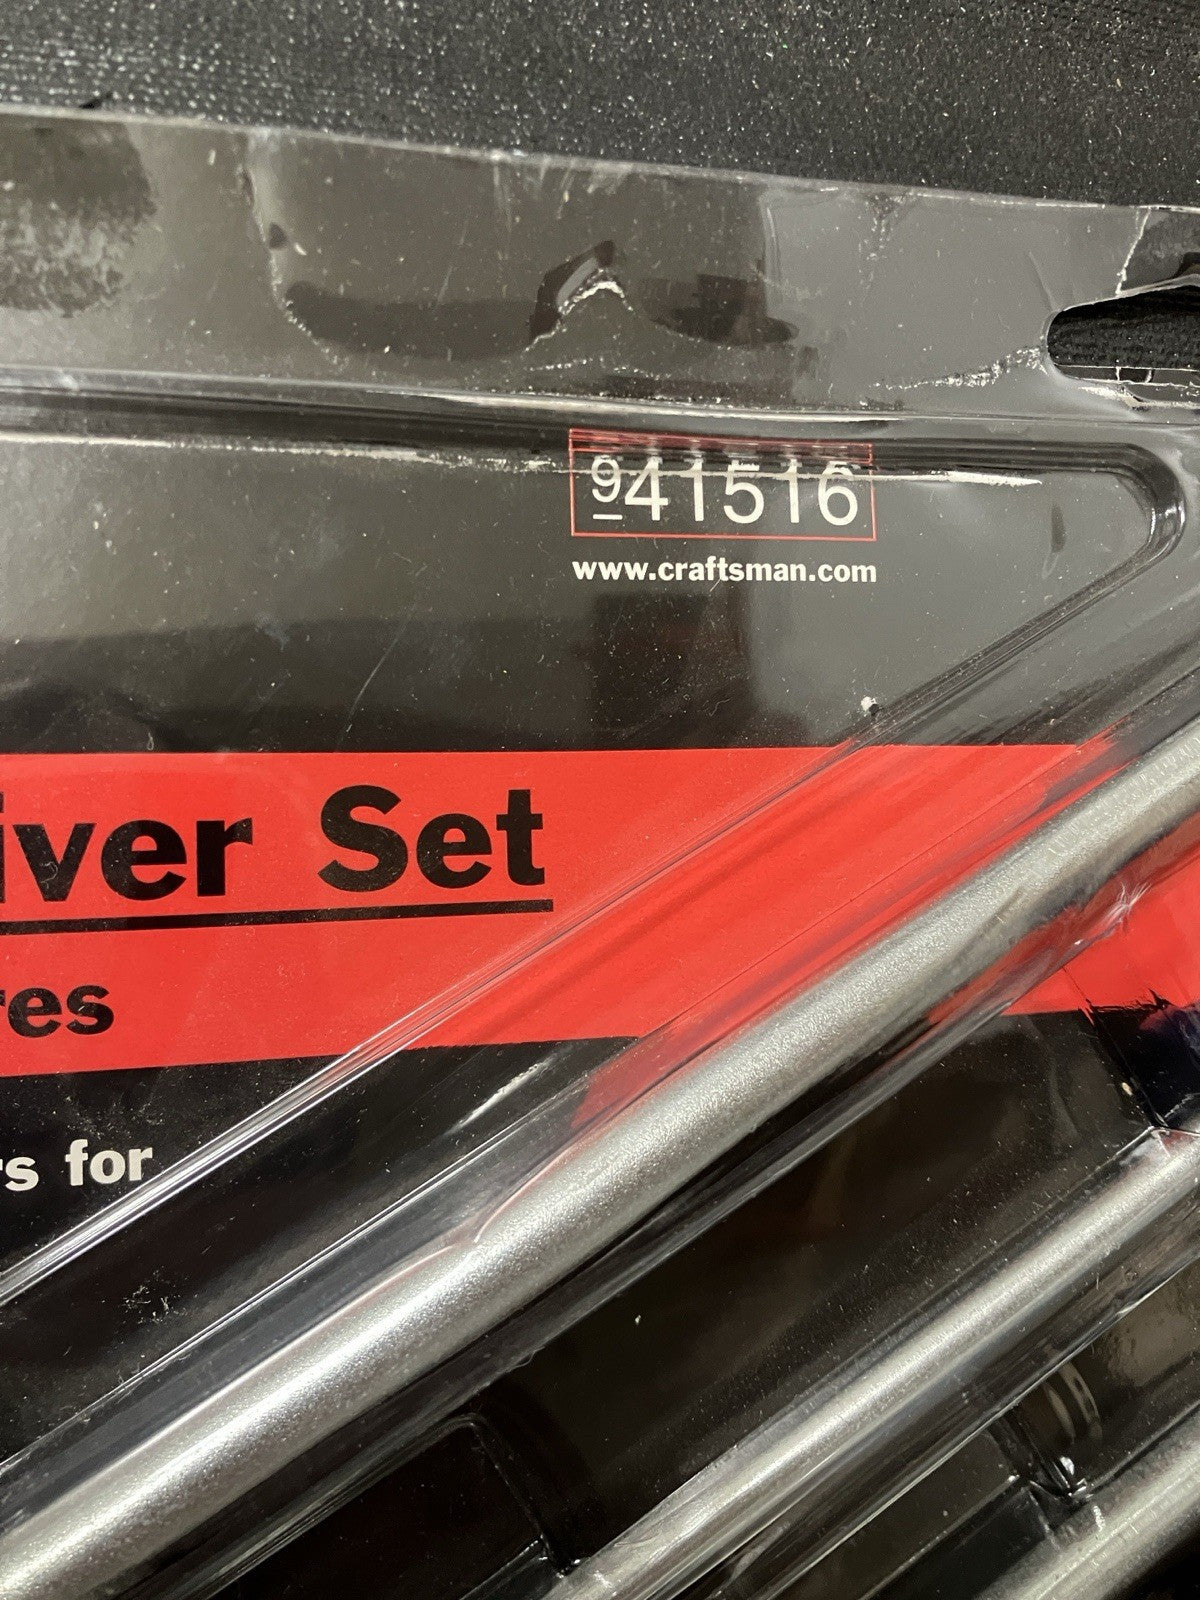 941516
www.craftsman.com
iver Set
res
rs for